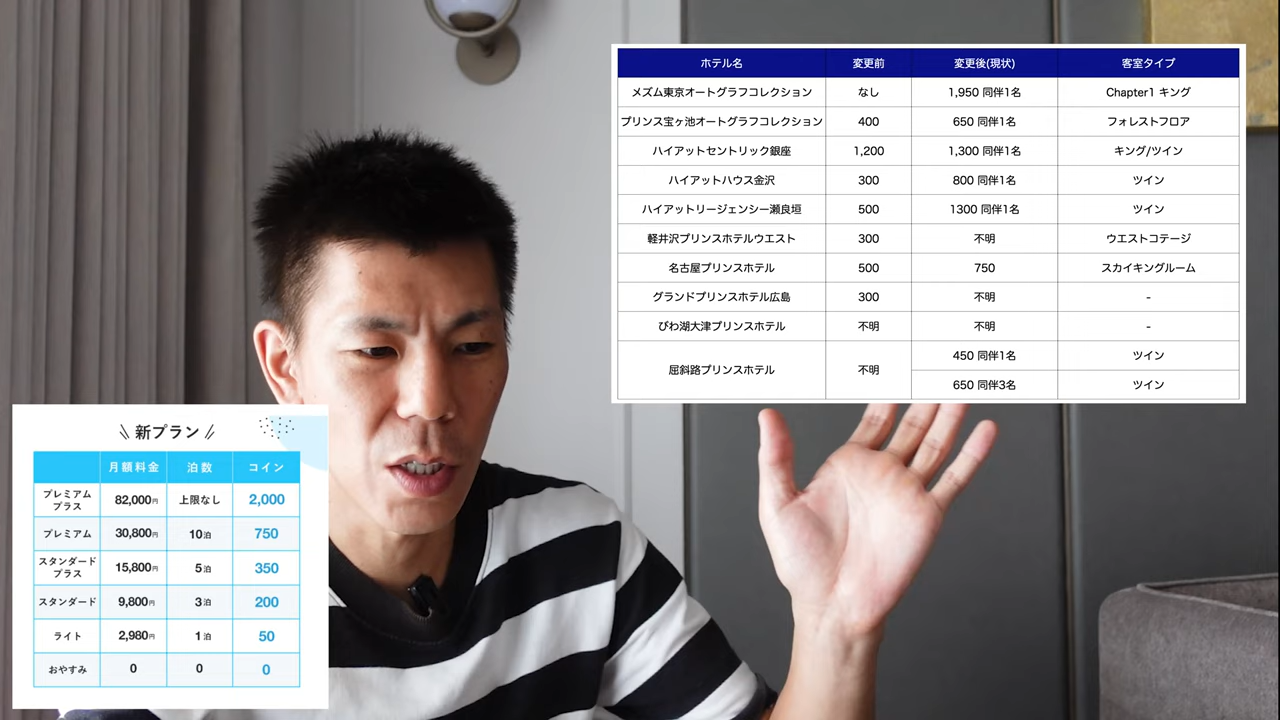 ホテル名 変更前 変更後(現状) 客室タイプ
メズム東京オートグラフコレクション なし 1,950 同伴1名 Chapter1 キング
プリンス宝ヶ池オートグラフコレクション 400 650 同伴1名 フォレストフロア
ハイアットセントリック銀座 1,200 1,300 同伴1名 キング/ツイン
ハイアットハウス金沢 300 800 同伴1名 ツイン
ハイアットリージェンシー瀬良垣 500 1300 同伴1名 ツイン
軽井沢プリンスホテルウエスト 300 不明 ウエストコテージ
名古屋プリンスホテル 500 750 スカイキングルーム
グランドプリンスホテル広島 300 不明 -
びわ湖大津プリンスホテル 不明 不明 -
屈斜路プリンスホテル 不明 450 同伴1名 ツイン
650 同伴3名 ツイン
\\ 新プラン //
月額料金 泊数 コイン
プレミアム
プラス 82,000円 上限なし 2,000
プレミアム 30,800円 10泊 750
スタンダード
プラス 15,800円 5泊 350
スタンダード 9,800円 3泊 200
ライト 2,980円 1泊 50
おやすみ 0 0 0